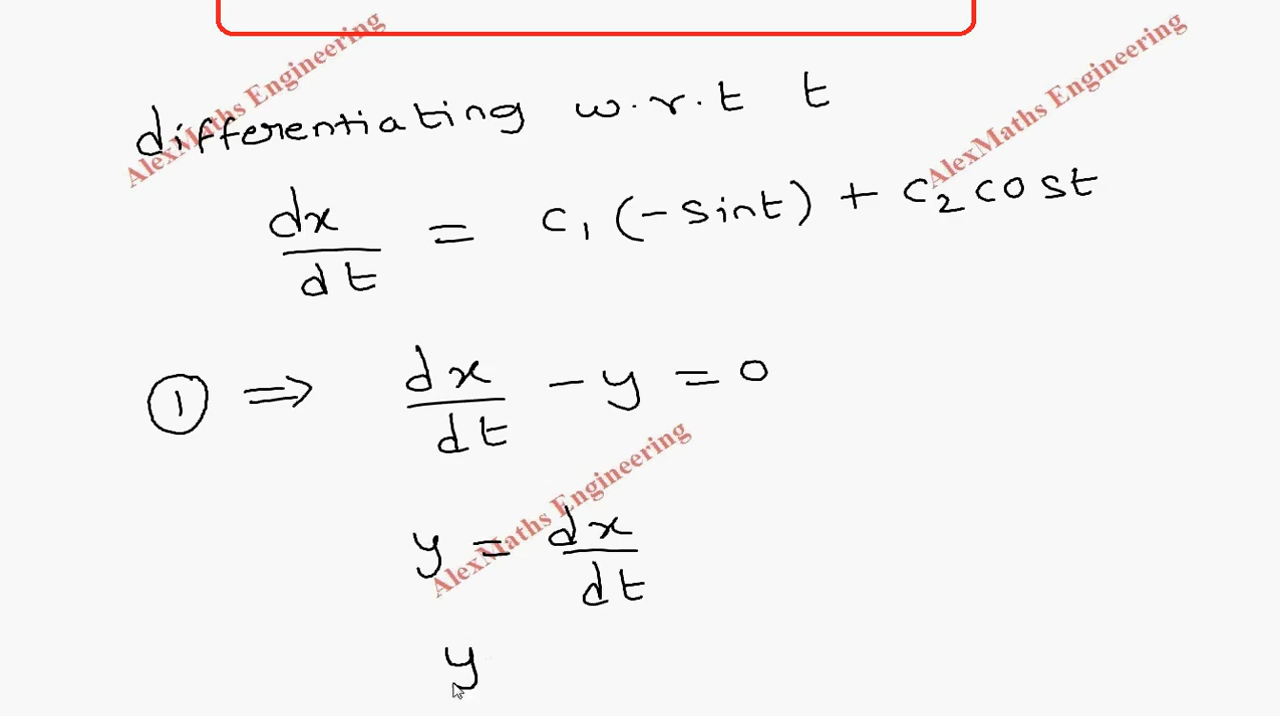 AlexMaths Engineering
AlexMaths Engineering
differentiating w.r.t t
dx/dt = c₁(-sint) + c₂cost
① ⇒ dx/dt - y = 0
AlexMaths Engineering
y = dx/dt
y